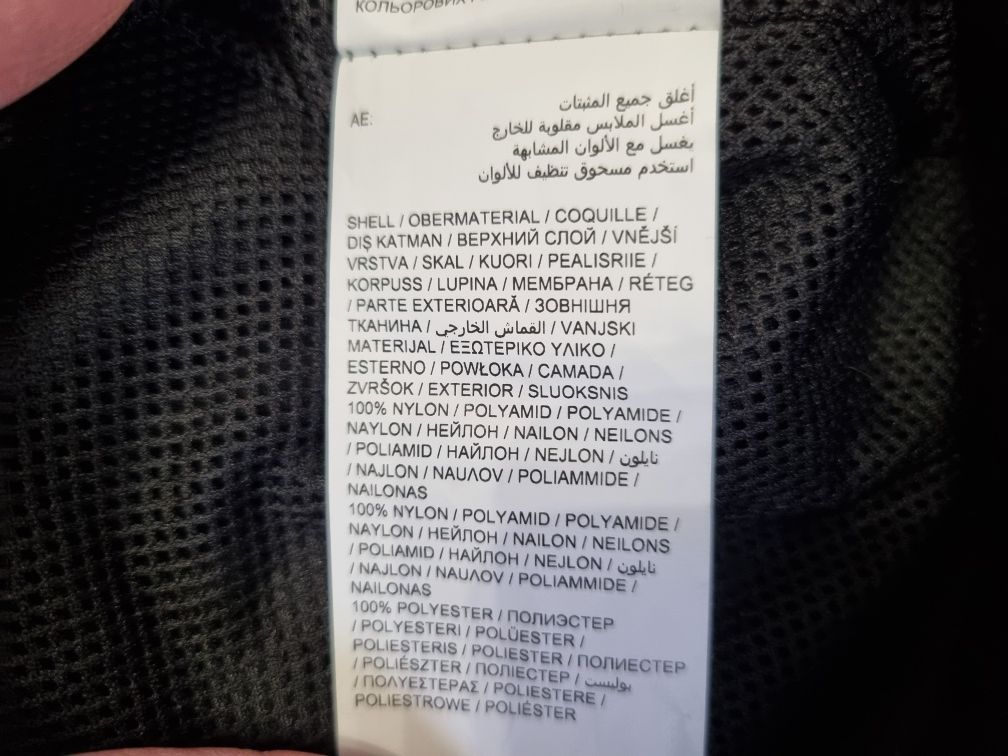 КОЛЬОРОВИХ
AE:
أغلق جميع المثبتات
أغسل الملابس مقلوبة للخارج
يغسل مع الألوان المشابهة
استخدم مسحوق تنظيف للألوان
SHELL / OBERMATERIAL / COQUILLE /
DIŞ KATMAN / ВЕРХНИЙ СЛОЙ / VNĚJŠÍ
VRSTVA / SKAL / KUORI / PEALISRIIE /
KORPUSS / LUPINA / МЕМБРАНА / RÉTEG
/ PARTE EXTERIOARĂ / ЗОВНІШНЯ
ТКАНИНА / القماش الخارجي / VANJSKI
MATERIJAL / ΕΞΩΤΕΡΙΚΟ ΥΛΙΚΟ /
ESTERNO / POWŁOKA / CAMADA /
ZVRŠOK / EXTERIOR / SLUOKSNIS
100% NYLON / POLYAMID / POLYAMIDE /
NAYLON / НЕЙЛОН / NAILON / NEILONS
/ POLIAMID / НАЙЛОН / NEJLON / نايلون
/ NAJLON / ΝΑΥΛΟV / POLIAMMIDE /
NAILONAS
100% NYLON / POLYAMID / POLYAMIDE /
NAYLON / НЕЙЛОН / NAILON / NEILONS
/ POLIAMID / НАЙЛОН / NEJLON / نايلون
/ NAJLON / ΝΑΥΛΟV / POLIAMMIDE /
NAILONAS
100% POLYESTER / ПОЛИЭСТЕР
/ POLYESTERI / POLÜESTER /
POLIESTERIS / POLIESTER / ПОЛИЕСТЕР
/ POLIÉSZTER / ПОЛІЕСТЕР / بوليست
/ ΠΟΛΥΕΣΤΕΡΑΣ / POLIESTERE /
POLIESTROWE / POLIÉSTER